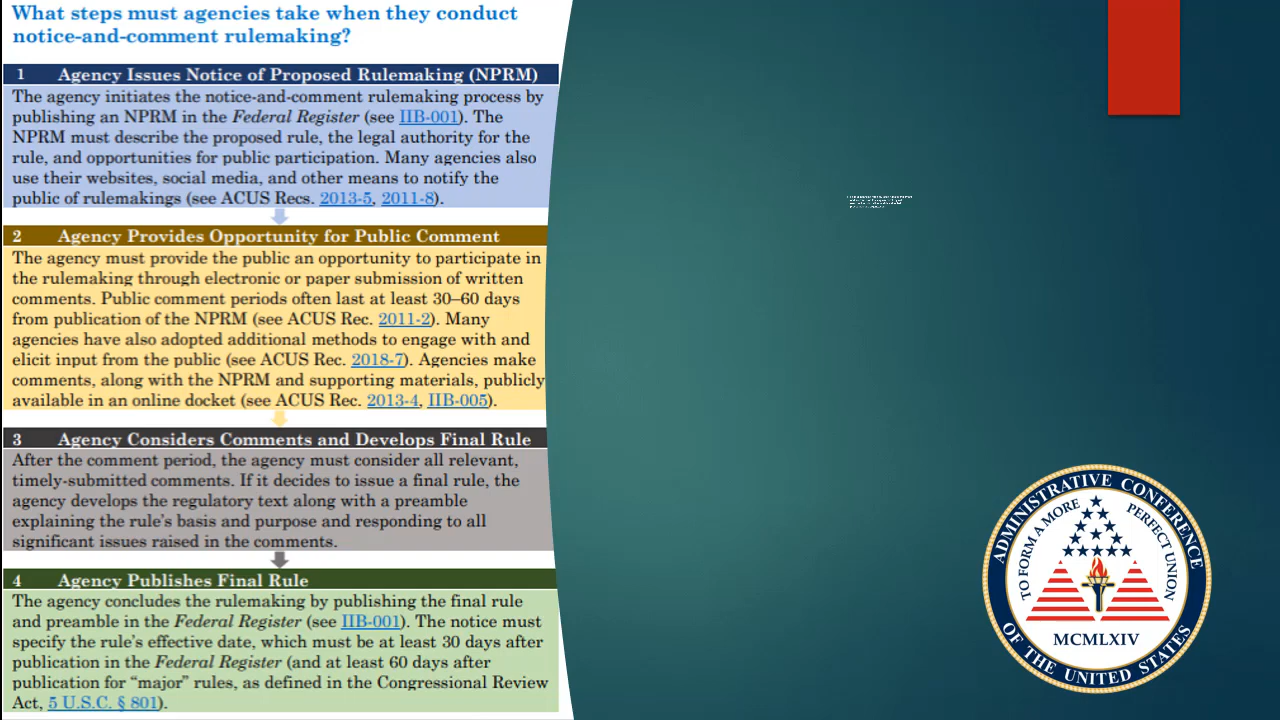 What steps must agencies take when they conduct
notice-and-comment rulemaking?
1 Agency Issues Notice of Proposed Rulemaking (NPRM)
The agency initiates the notice-and-comment rulemaking process by
publishing an NPRM in the Federal Register (see IIB-001). The
NPRM must describe the proposed rule, the legal authority for the
rule, and opportunities for public participation. Many agencies also
use their websites, social media, and other means to notify the
public of rulemakings (see ACUS Recs. 2013-5, 2011-8).
2 Agency Provides Opportunity for Public Comment
The agency must provide the public an opportunity to participate in
the rulemaking through electronic or paper submission of written
comments. Public comment periods often last at least 30–60 days
from publication of the NPRM (see ACUS Rec. 2011-2). Many
agencies have also adopted additional methods to engage with and
elicit input from the public (see ACUS Rec. 2018-7). Agencies make
comments, along with the NPRM and supporting materials, publicly
available in an online docket (see ACUS Rec. 2013-4, IIB-005).
3 Agency Considers Comments and Develops Final Rule
After the comment period, the agency must consider all relevant,
timely-submitted comments. If it decides to issue a final rule, the
agency develops the regulatory text along with a preamble
explaining the rule's basis and purpose and responding to all
significant issues raised in the comments.
4 Agency Publishes Final Rule
The agency concludes the rulemaking by publishing the final rule
and preamble in the Federal Register (see IIB-001). The notice must
specify the rule's effective date, which must be at least 30 days after
publication in the Federal Register (and at least 60 days after
publication for “major” rules, as defined in the Congressional Review
Act, 5 U.S.C. § 801).
ADMINISTRATIVE CONFERENCE
OF THE UNITED STATES
TO FORM A MORE PERFECT UNION
MCMLXIV